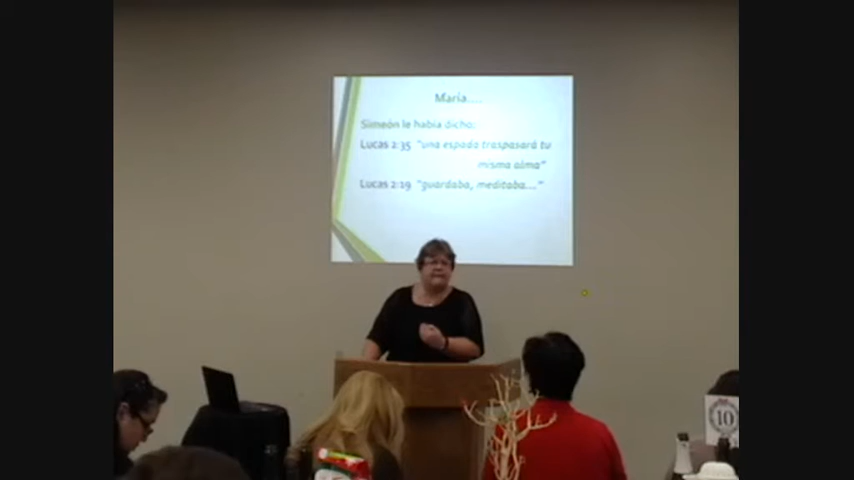 María....
Simeón le había dicho:
Lucas 2:35 "una espada traspasará tu
misma alma"
Lucas 2:19 "guardaba, meditaba..."
10